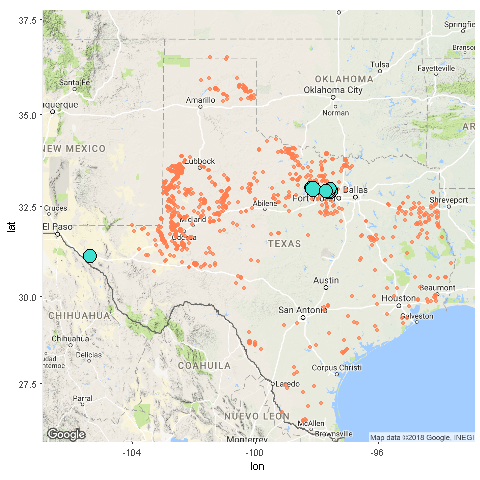 37.5
35.0
32.5
30.0
27.5
lat
-104
-100
-96
lon
Springfield
Branson
Tulsa
Fayetteville
Santa Fe
OKLAHOMA
Oklahoma City
Amarillo
Norman
NEW MEXICO
Lubbock
Fort
Dallas
Abilene
Shreveport
Cruces
El Paso
Midland
Odessa
TEXAS
Austin
Beaumont
Houston
San Antonio
Galveston
CHIHUAHUA
Chihuahua
Delicias
COAHUILA
Corpus Christi
Laredo
Parral
NUEVO LEON
McAllen
Brownsville
Monterrey
Google
Map data ©2018 Google, INEGI